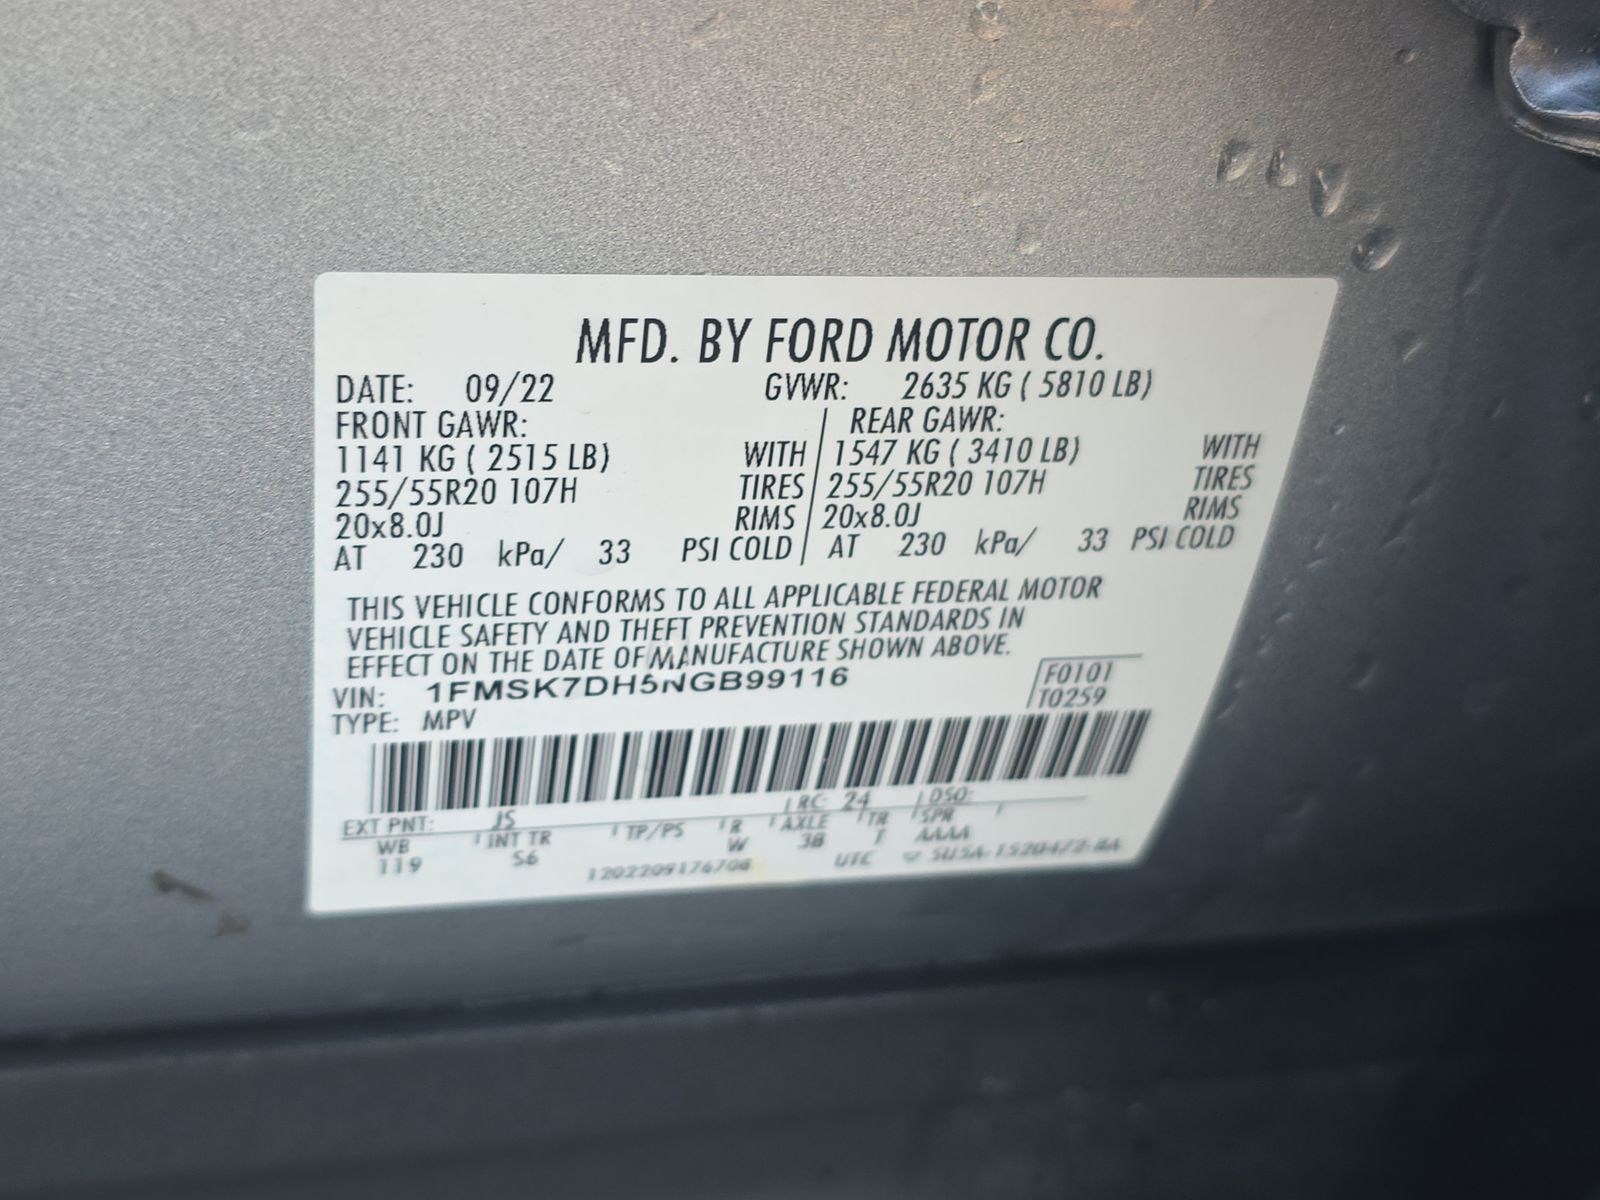 MFD. BY FORD MOTOR CO.
DATE: 09/22 GVWR: 2635 KG ( 5810 LB)
FRONT GAWR: REAR GAWR:
1141 KG ( 2515 LB) WITH 1547 KG ( 3410 LB) WITH
255/55R20 107H TIRES 255/55R20 107H TIRES
20x8.0J RIMS 20x8.0J RIMS
AT 230 kPa/ 33 PSI COLD AT 230 kPa/ 33 PSI COLD
THIS VEHICLE CONFORMS TO ALL APPLICABLE FEDERAL MOTOR
VEHICLE SAFETY AND THEFT PREVENTION STANDARDS IN
EFFECT ON THE DATE OF MANUFACTURE SHOWN ABOVE.
VIN: 1FMSK7DH5NGB99116 F0101
TYPE: MPV T0259
EXT PNT: JS RC: 24 DSO:
WB INT TR TP/PS R AXLE TR SPR
119 S6 W 38 T AAAA
1202209176708 UTC